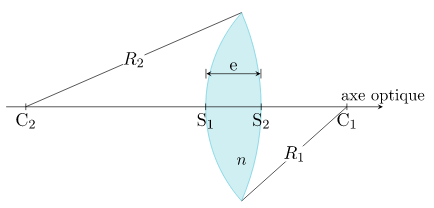 R₂
e
axe optique
C₂
S₁
S₂
C₁
n
R₁